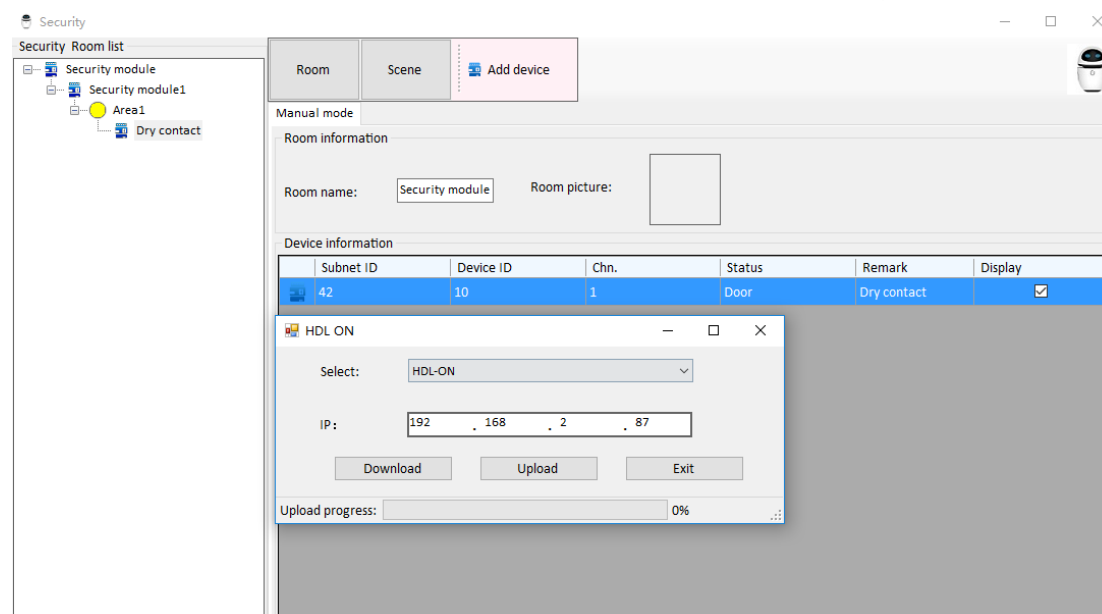 Security
Security Room list
Security module
Security module1
Area1
Dry contact
Room Scene Add device
Manual mode
Room information
Room name: Security module Room picture:
Device information
Subnet ID Device ID Chn. Status Remark Display
42 10 1 Door Dry contact
HDL ON
Select: HDL-ON
IP: 192 . 168 . 2 . 87
Download Upload Exit
Upload progress: 0%